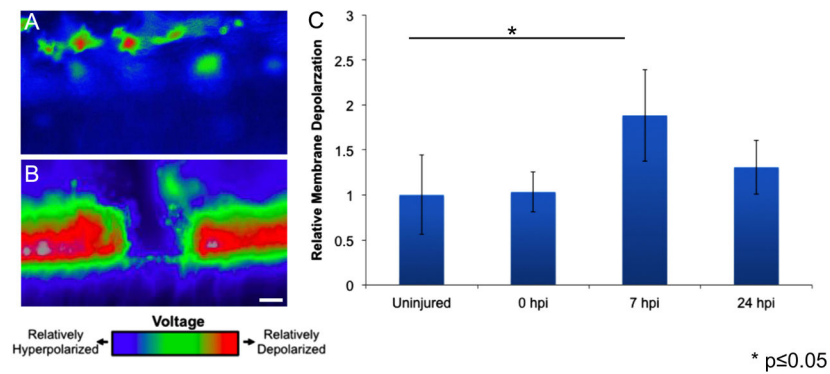 A
B
Voltage
Relatively
Hyperpolarized
Relatively
Depolarized
C
Relative Membrane Depolarzation
3
2.5
2
1.5
1
0.5
0
*
Uninjured
0 hpi
7 hpi
24 hpi
* p≤0.05